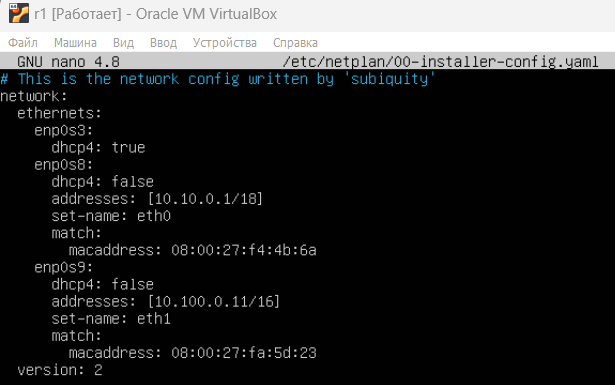 r1 [Работает] - Oracle VM VirtualBox
Файл Машина Вид Ввод Устройства Справка
GNU nano 4.8 /etc/netplan/00-installer-config.yaml
# This is the network config written by 'subiquity'
network:
  ethernets:
    enp0s3:
      dhcp4: true
    enp0s8:
      dhcp4: false
      addresses: [10.10.0.1/18]
      set-name: eth0
      match:
        macaddress: 08:00:27:f4:4b:6a
    enp0s9:
      dhcp4: false
      addresses: [10.100.0.11/16]
      set-name: eth1
      match:
        macaddress: 08:00:27:fa:5d:23
  version: 2